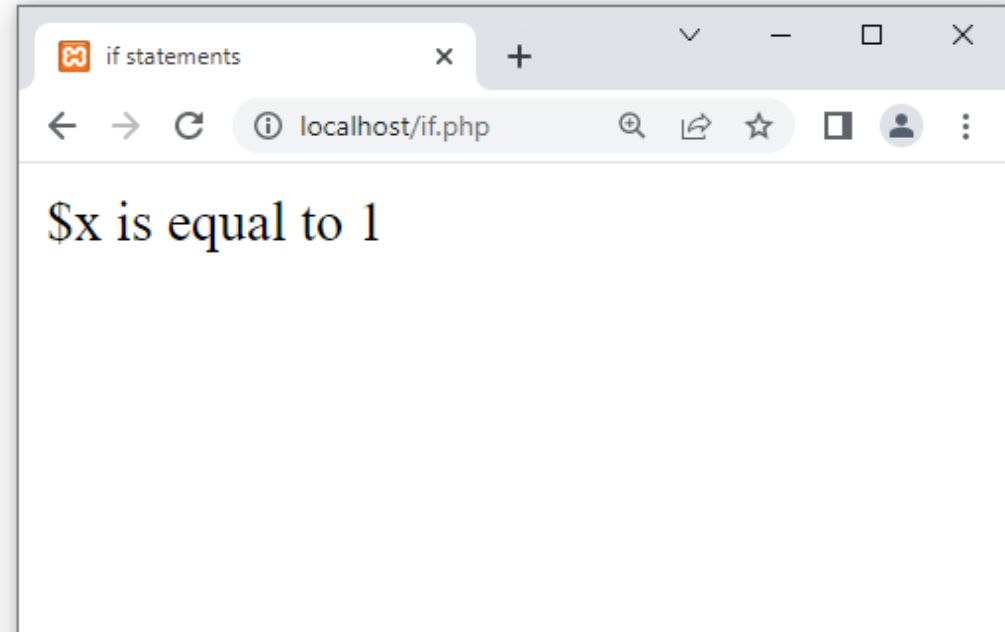 if statements
localhost/if.php
$x is equal to 1